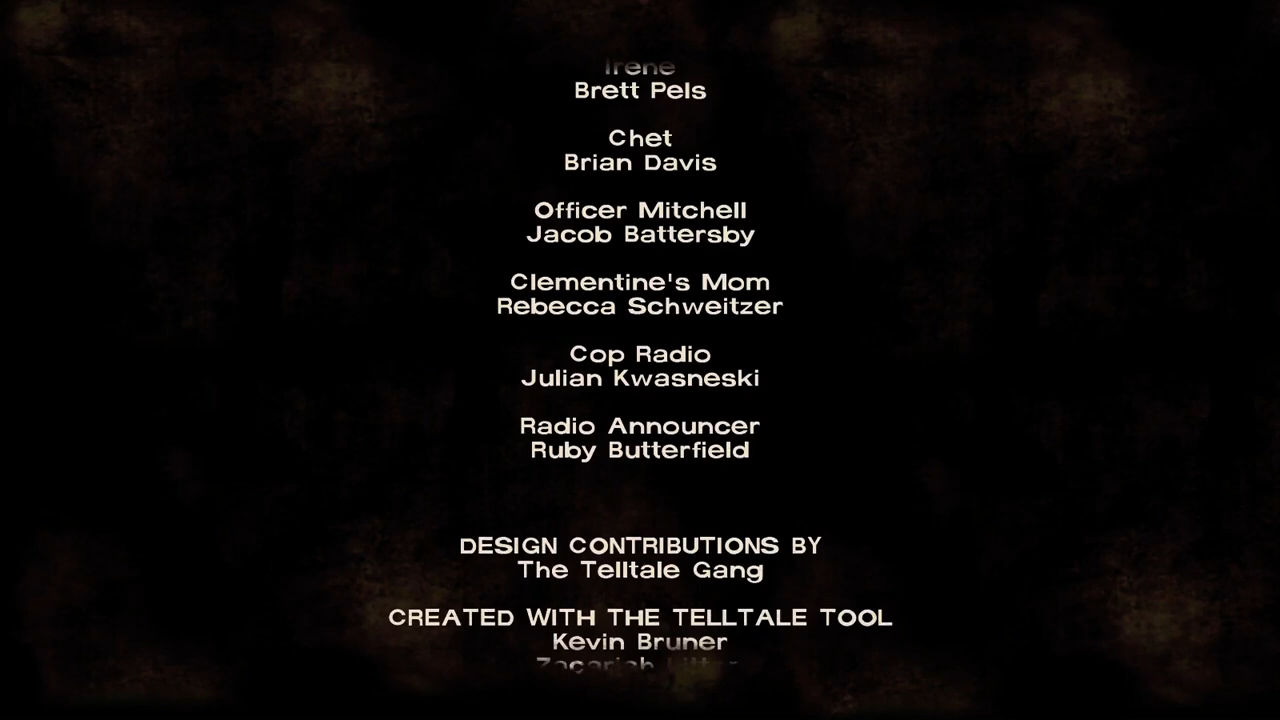 Irene
Brett Pels
Chet
Brian Davis
Officer Mitchell
Jacob Battersby
Clementine's Mom
Rebecca Schweitzer
Cop Radio
Julian Kwasneski
Radio Announcer
Ruby Butterfield
DESIGN CONTRIBUTIONS BY
The Telltale Gang
CREATED WITH THE TELLTALE TOOL
Kevin Bruner